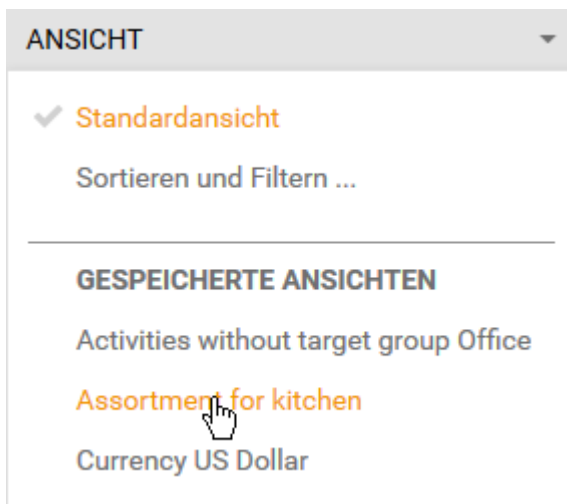 ANSICHT
Standardansicht
Sortieren und Filtern ...
GESPEICHERTE ANSICHTEN
Activities without target group Office
Assortment for kitchen
Currency US Dollar